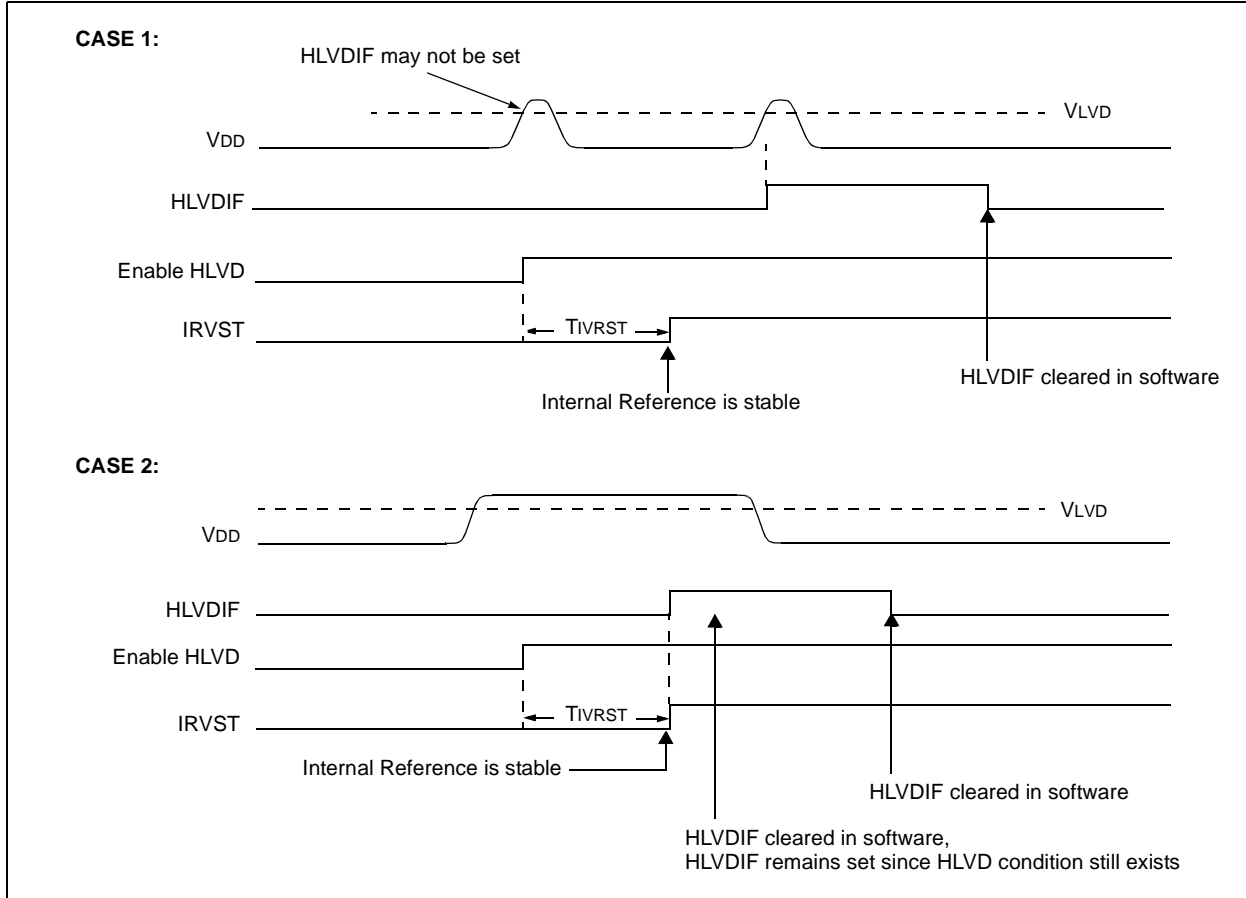 CASE 1:
HLVDIF may not be set
VLVD
VDD
HLVDIF
Enable HLVD
TIVRST
IRVST
HLVDIF cleared in software
Internal Reference is stable
CASE 2:
VLVD
VDD
HLVDIF
Enable HLVD
TIVRST
IRVST
Internal Reference is stable
HLVDIF cleared in software
HLVDIF cleared in software,
HLVDIF remains set since HLVD condition still exists